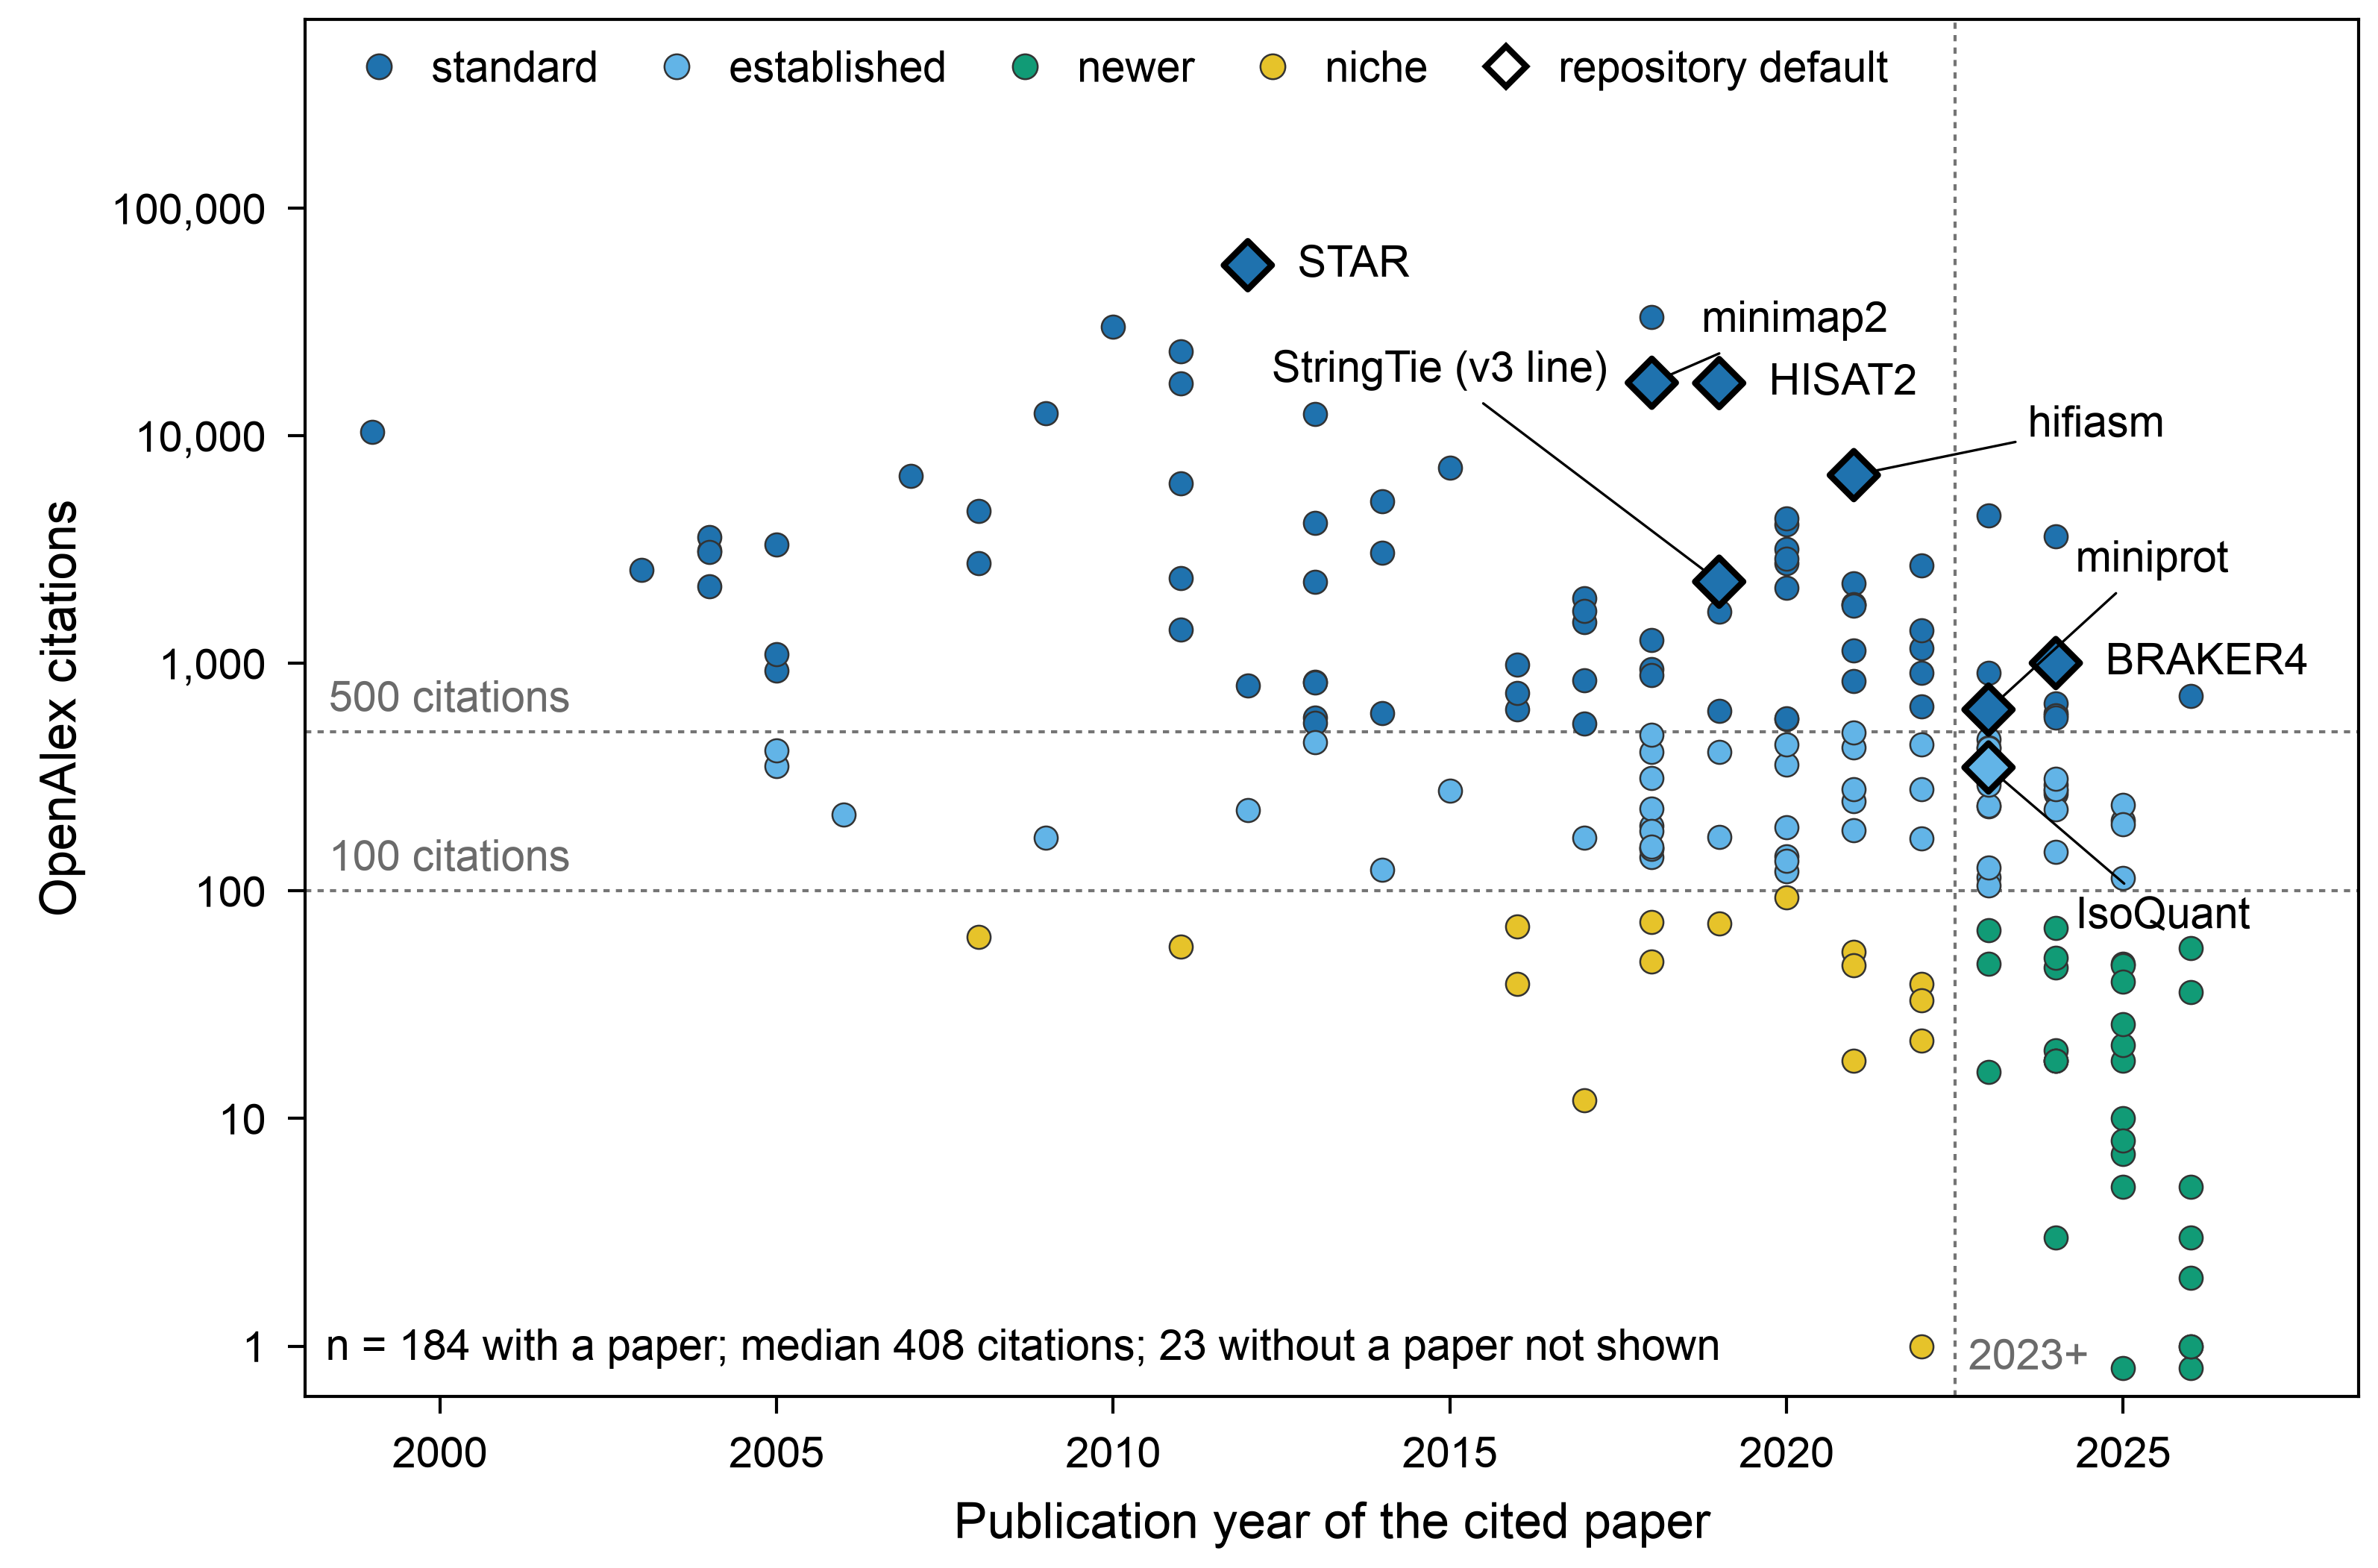 standard established newer niche repository default
100,000
STAR
minimap2
StringTie (v3 line)
HISAT2
10,000
hifiasm
miniprot
1,000
BRAKER4
500 citations
100 citations
100
IsoQuant
10
1
n = 184 with a paper; median 408 citations; 23 without a paper not shown
2023+
OpenAlex citations
2000 2005 2010 2015 2020 2025
Publication year of the cited paper